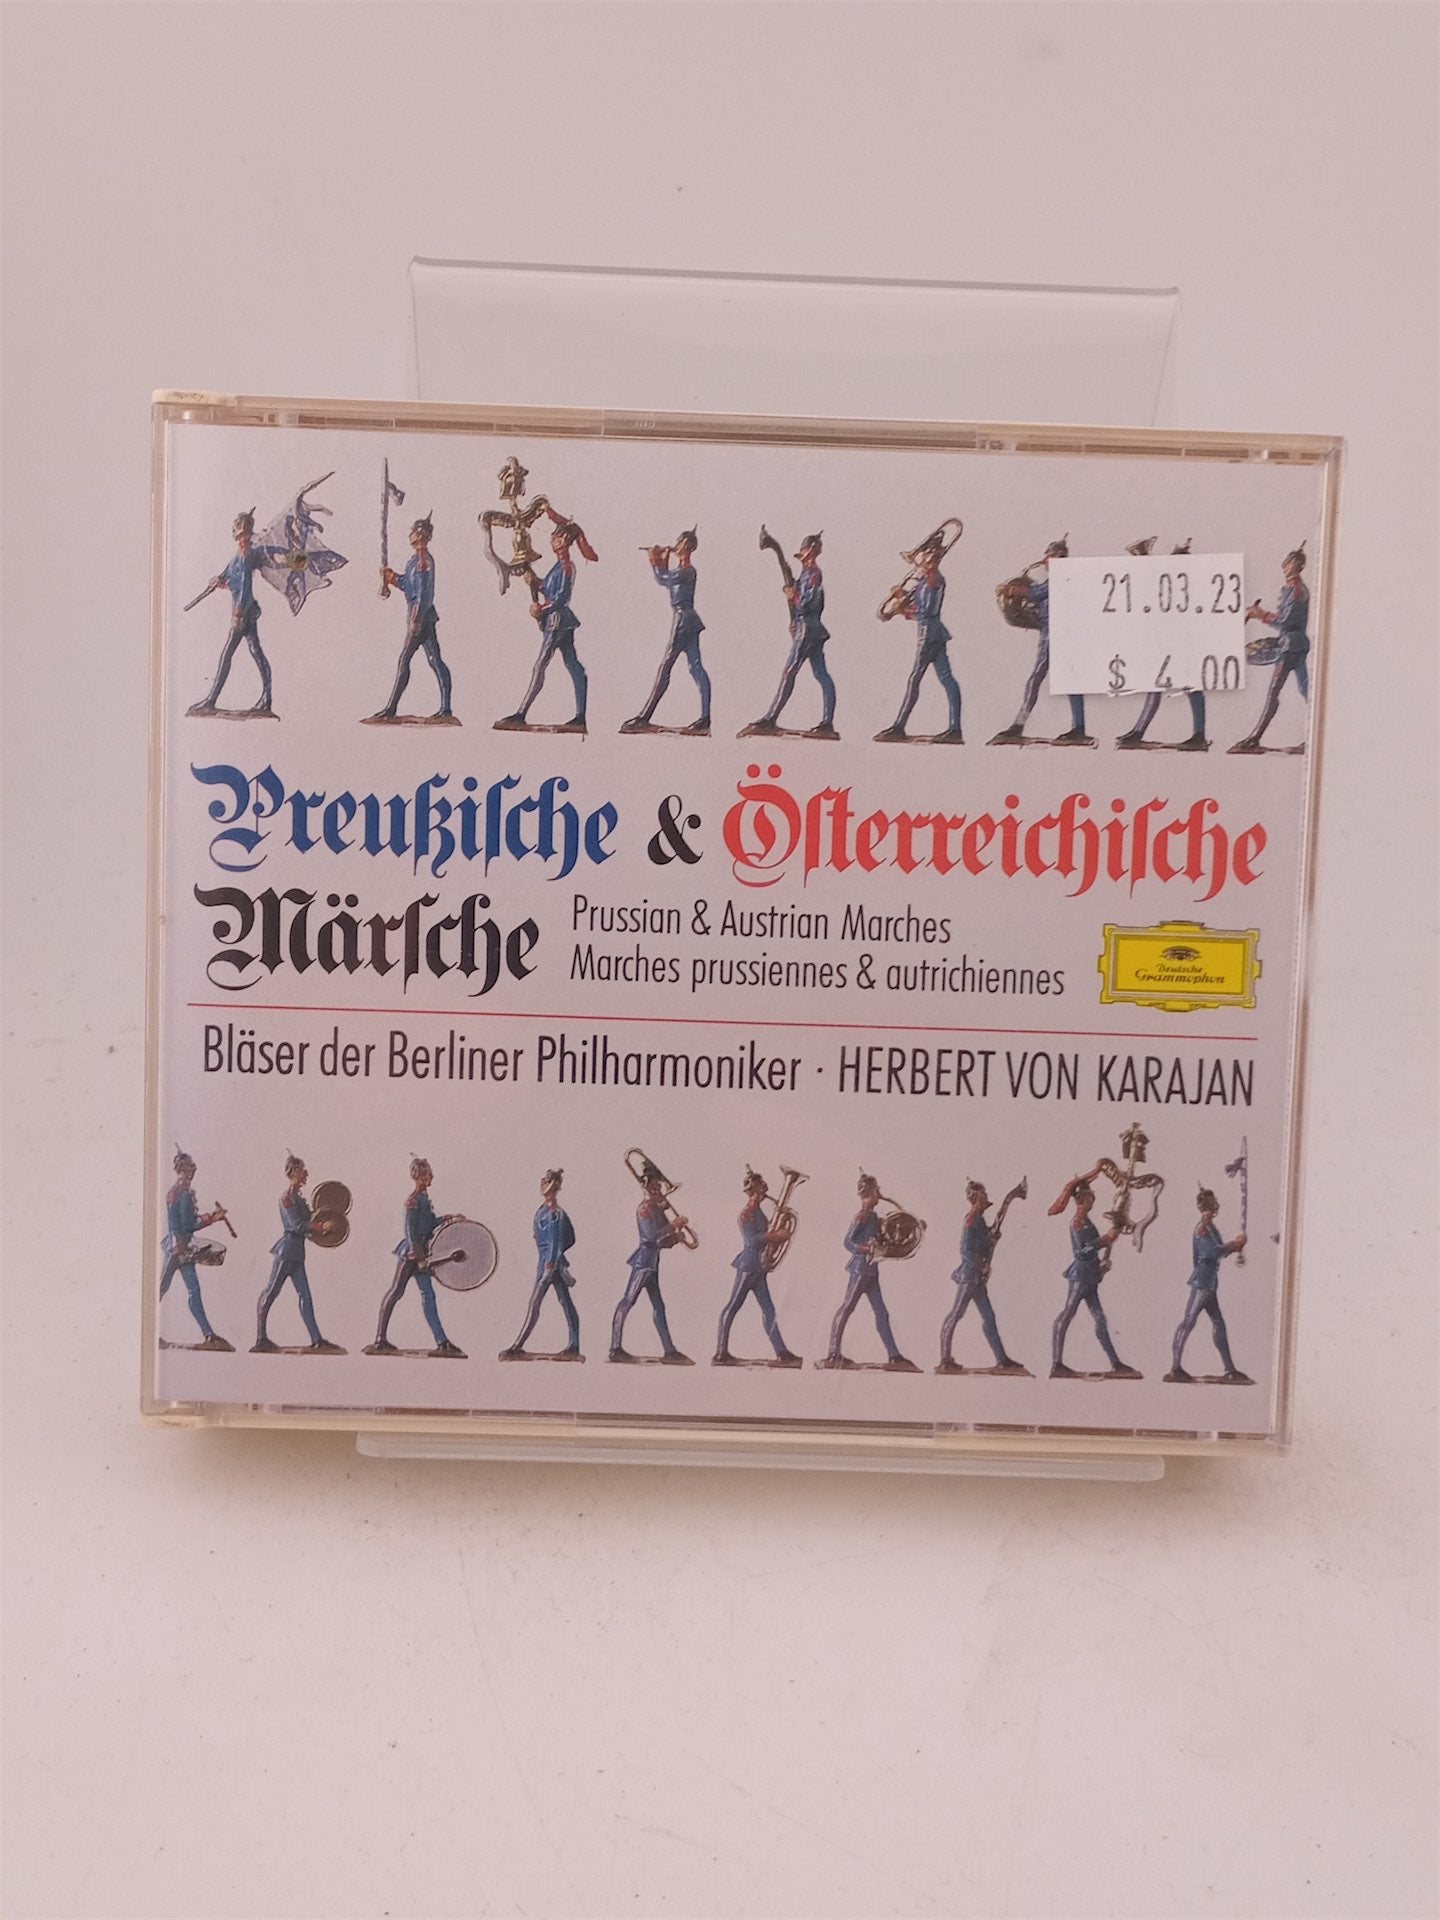 21.03.23
$ 4.00
Preußiſche & Öſterreichiſche
Märſche
Prussian & Austrian Marches
Marches prussiennes & autrichiennes
Deutsche
Grammophon
Bläser der Berliner Philharmoniker · HERBERT VON KARAJAN